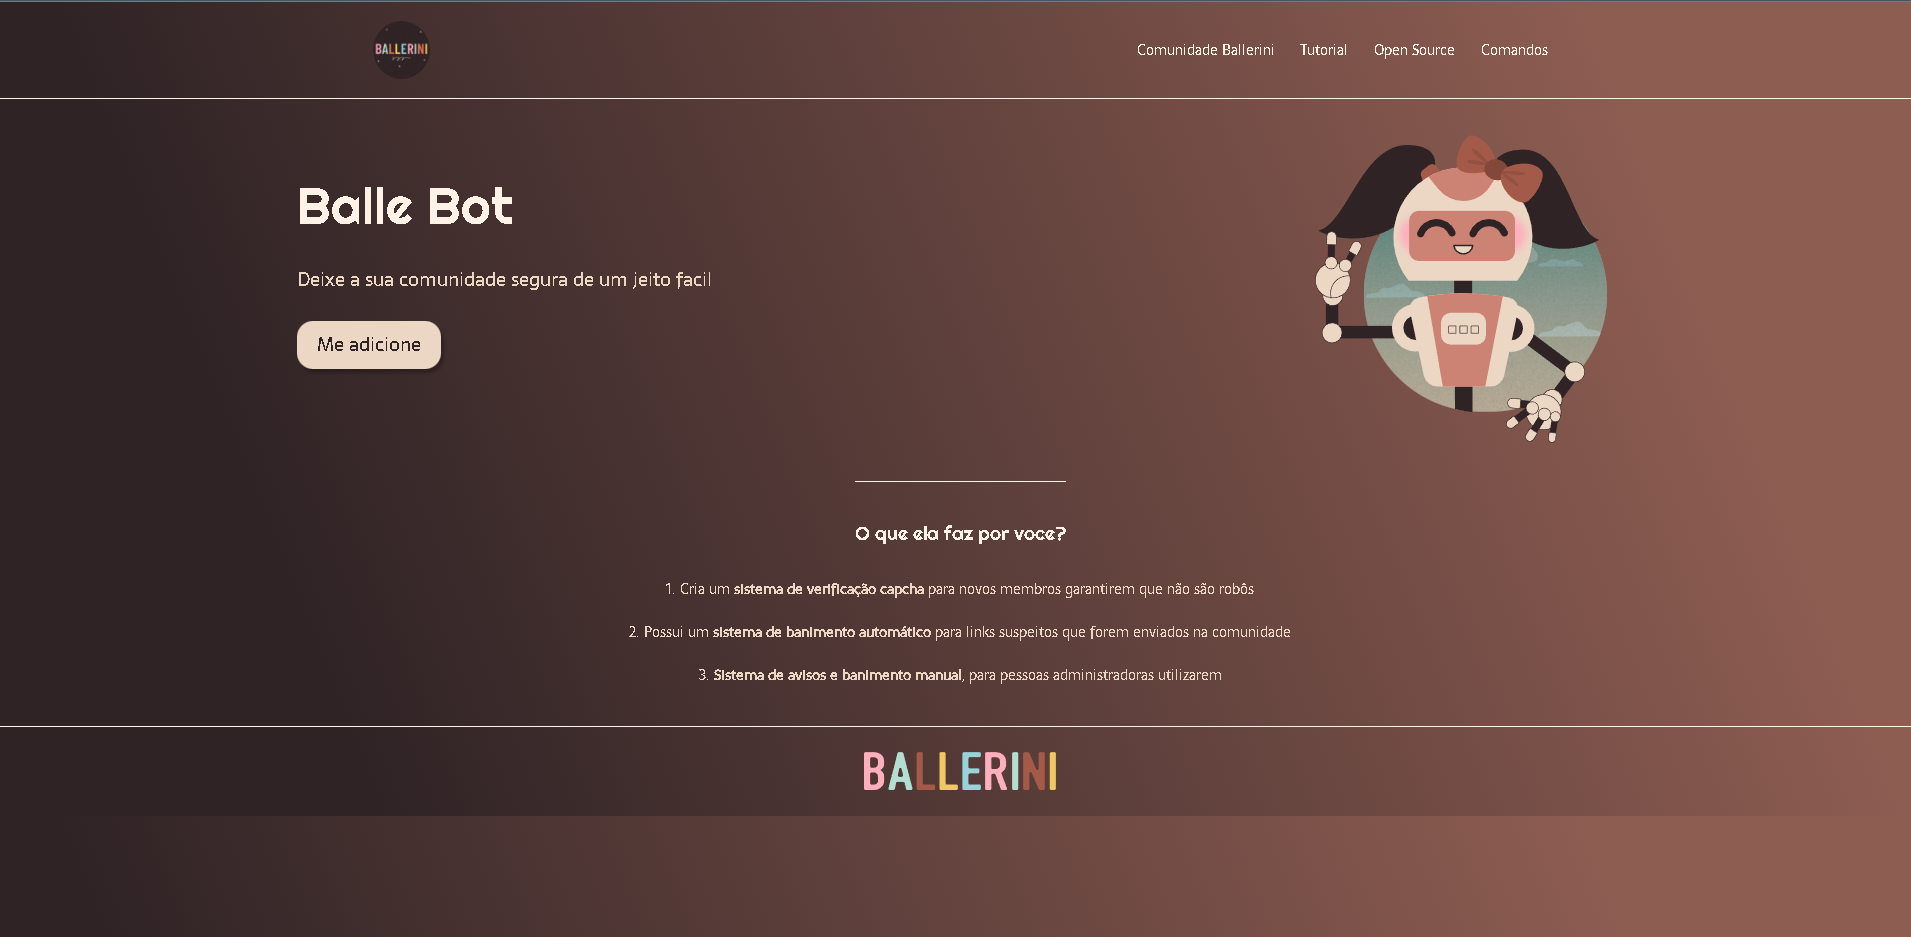 BALLERINI
Comunidade Ballerini Tutorial Open Source Comandos
Balle Bot
Deixe a sua comunidade segura de um jeito facil
Me adicione
O que ela faz por voce?
1. Cria um sistema de verificação capcha para novos membros garantirem que não são robôs
2. Possui um sistema de banimento automático para links suspeitos que forem enviados na comunidade
3. Sistema de avisos e banimento manual, para pessoas administradoras utilizarem
BALLERINI